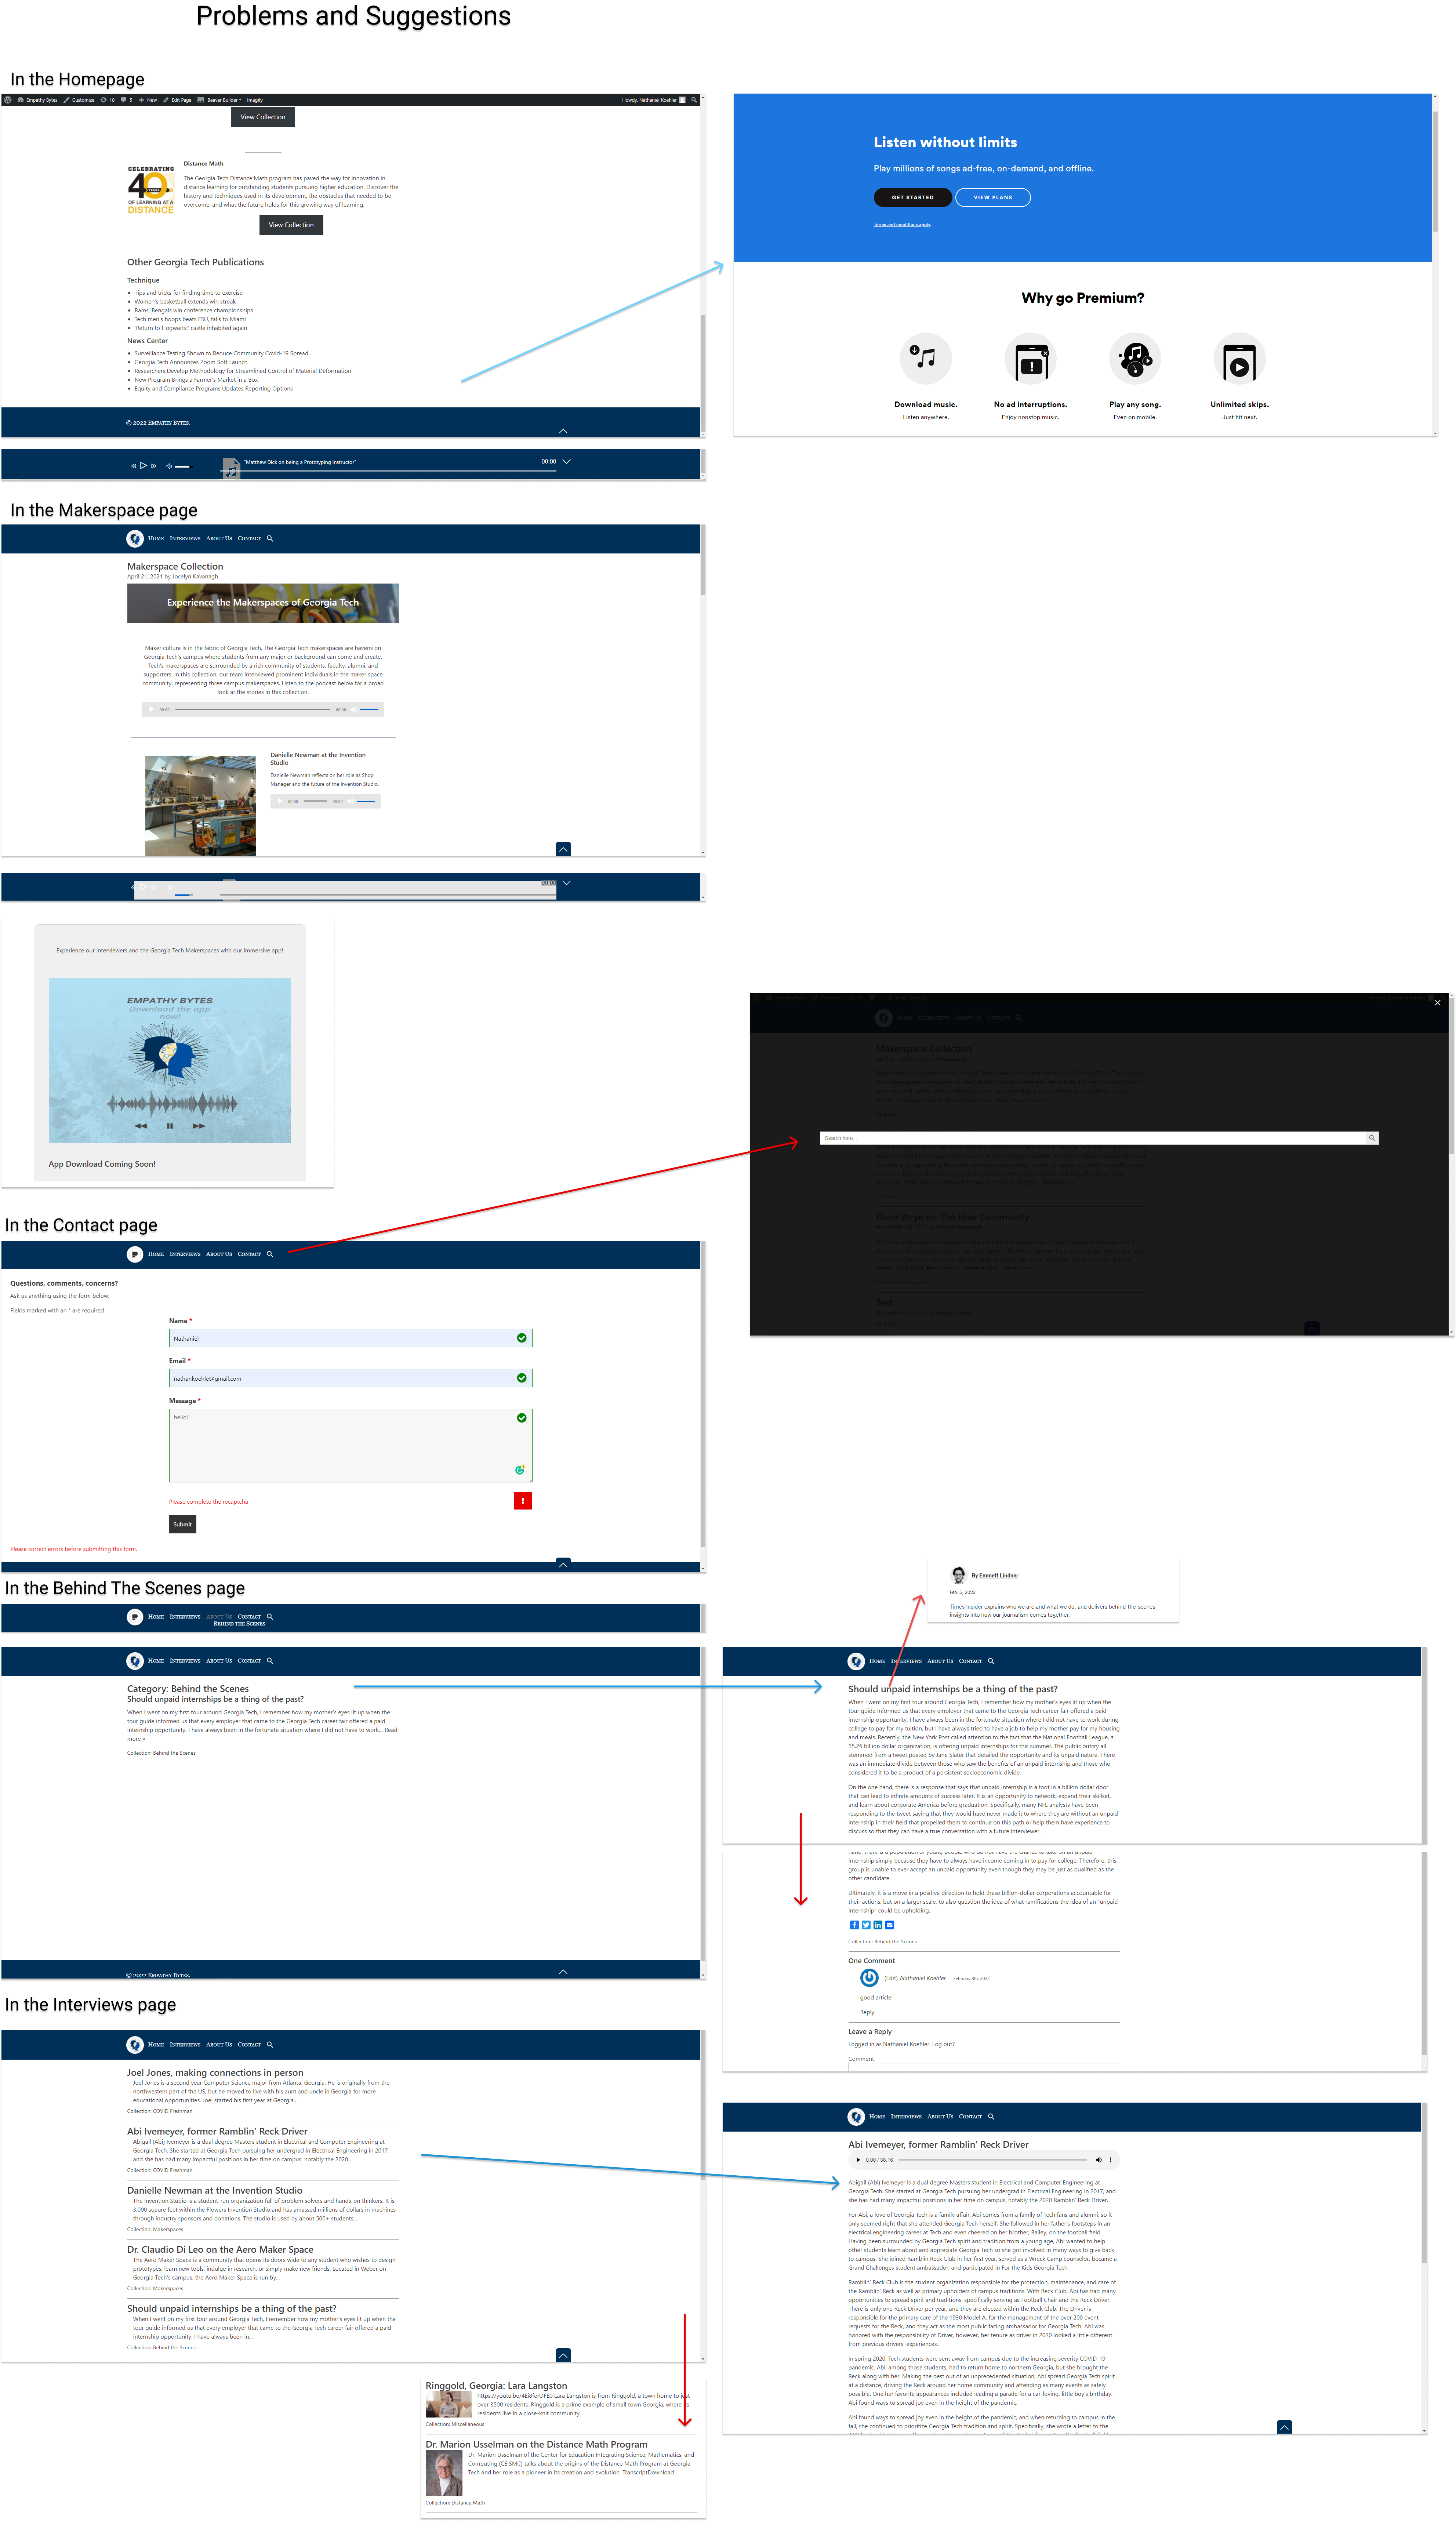 Problems and Suggestions
In the Homepage
Empathy Bytes Customize 10 5 New Edit Page Beaver Builder Imagify Howdy, Nathaniel Koehler
View Collection
CELEBRATING
40
YEARS
OF LEARNING AT A
DISTANCE
Distance Math
The Georgia Tech Distance Math program has paved the way for innovation in
distance learning for outstanding students pursuing higher education. Discover the
history and techniques used in its development, the obstacles that needed to be
overcome, and what the future holds for this growing way of learning.
View Collection
Other Georgia Tech Publications
Technique
Tips and tricks for finding time to exercise
Women's basketball extends win streak
Rams, Bengals win conference championships
Tech men's hoops beats FSU, falls to Miami
'Return to Hogwarts:' castle inhabited again
News Center
Surveillance Testing Shown to Reduce Community Covid-19 Spread
Georgia Tech Announces Zoom Soft Launch
Researchers Develop Methodology for Streamlined Control of Material Deformation
New Program Brings a Farmer's Market in a Box
Equity and Compliance Programs Updates Reporting Options
© 2022 Empathy Bytes.
"Matthew Dick on being a Prototyping Instructor" 00:00
Listen without limits
Play millions of songs ad-free, on-demand, and offline.
GET STARTED VIEW PLANS
Terms and conditions apply.
Why go Premium?
Download music. No ad interruptions. Play any song. Unlimited skips.
Listen anywhere. Enjoy nonstop music. Even on mobile. Just hit next.
In the Makerspace page
Home Interviews About Us Contact
Makerspace Collection
April 21, 2021 by Jocelyn Kavanagh
Experience the Makerspaces of Georgia Tech
Maker culture is in the fabric of Georgia Tech. The Georgia Tech makerspaces are havens on
Georgia Tech's campus where students from any major or background can come and create.
Tech's makerspaces are surrounded by a rich community of students, faculty, alumni, and
supporters. In this collection, our team interviewed prominent individuals in the maker space
community, representing three campus makerspaces. Listen to the podcast below for a broad
look at the stories in this collection.
00:00 00:00
Danielle Newman at the Invention
Studio
Danielle Newman reflects on her role as Shop
Manager and the future of the Invention Studio.
00:00 00:00
00:00
Experience our interviewers and the Georgia Tech Makerspaces with our immersive app!
EMPATHY BYTES
Download the app
now!
App Download Coming Soon!
Makerspace Collection
Search here...
Dane Wrye on The Hive Community
Test
In the Contact page
Home Interviews About Us Contact
Questions, comments, concerns?
Ask us anything using the form below.
Fields marked with an * are required
Name *
Nathaniel
Email *
nathankoehle@gmail.com
Message *
hello!
Please complete the recaptcha
Submit
Please correct errors before submitting this form.
In the Behind The Scenes page
Home Interviews About Us Contact
Behind the Scenes
Home Interviews About Us Contact
Category: Behind the Scenes
Should unpaid internships be a thing of the past?
When I went on my first tour around Georgia Tech, I remember how my mother's eyes lit up when the
tour guide informed us that every employer that came to the Georgia Tech career fair offered a paid
internship opportunity. I have always been in the fortunate situation where I did not have to work... Read
more »
Collection: Behind the Scenes
© 2022 Empathy Bytes.
By Emmett Lindner
Feb. 5, 2022
Times Insider explains who we are and what we do, and delivers behind-the-scenes
insights into how our journalism comes together.
Home Interviews About Us Contact
Should unpaid internships be a thing of the past?
When I went on my first tour around Georgia Tech, I remember how my mother's eyes lit up when the
tour guide informed us that every employer that came to the Georgia Tech career fair offered a paid
internship opportunity. I have always been in the fortunate situation where I did not have to work during
college to pay for my tuition, but I have always tried to have a job to help my mother pay for my housing
and meals. Recently, the New York Post called attention to the fact that the National Football League, a
15.26 billion dollar organization, is offering unpaid internships for this summer. The public outcry all
stemmed from a tweet posted by Jane Slater that detailed the opportunity and its unpaid nature. There
was an immediate divide between those who saw the benefits of an unpaid internship and those who
considered it to be a product of a persistent socioeconomic divide.
On the one hand, there is a response that says that unpaid internship is a foot in a billion dollar door
that can lead to infinite amounts of success later. It is an opportunity to network, expand their skillset,
and learn about corporate America before graduation. Specifically, many NFL analysts have been
responding to the tweet saying that they would have never made it to where they are without an unpaid
internship in their field that propelled them to continue on this path or help them have experience to
discuss so that they can have a true conversation with a future interviewer.
hand, there is a population of young people who do not have the chance to take on an unpaid
internship simply because they have to always have income coming in to pay for college. Therefore, this
group is unable to ever accept an unpaid opportunity even though they may be just as qualified as the
other candidate.
Ultimately, it is a move in a positive direction to hold these billion-dollar corporations accountable for
their actions, but on a larger scale, to also question the idea of what ramifications the idea of an "unpaid
internship" could be upholding.
Collection: Behind the Scenes
One Comment
(Edit) Nathaniel Koehler February 8th, 2022
good article!
Reply
Leave a Reply
Logged in as Nathaniel Koehler. Log out?
Comment
In the Interviews page
Home Interviews About Us Contact
Joel Jones, making connections in person
Joel Jones is a second year Computer Science major from Atlanta, Georgia. He is originally from the
northwestern part of the US, but he moved to live with his aunt and uncle in Georgia for more
educational opportunities. Joel started his first year at Georgia...
Collection: COVID Freshman
Abi Ivemeyer, former Ramblin' Reck Driver
Abigail (Abi) Ivemeyer is a dual degree Masters student in Electrical and Computer Engineering at
Georgia Tech. She started at Georgia Tech pursuing her undergrad in Electrical Engineering in 2017,
and she has had many impactful positions in her time on campus, notably the 2020...
Collection: COVID Freshman
Danielle Newman at the Invention Studio
The Invention Studio is a student-run organization full of problem solvers and hands-on thinkers. It is
3,000 sqaure feet within the Flowers Invention Studio and has amassed millions of dollars in machines
through industry sponsors and donations. The studio is used by about 500+ students...
Collection: Makerspaces
Dr. Claudio Di Leo on the Aero Maker Space
The Aero Maker Space is a community that opens its doors wide to any student who wishes to design
prototypes, learn new tools, indulge in research, or simply make new friends. Located in Weber on
Georgia Tech's campus, the Aero Maker Space is run by...
Collection: Makerspaces
Should unpaid internships be a thing of the past?
When I went on my first tour around Georgia Tech, I remember how my mother's eyes lit up when the
tour guide informed us that every employer that came to the Georgia Tech career fair offered a paid
internship opportunity. I have always been in...
Collection: Behind the Scenes
Ringgold, Georgia: Lara Langston
https://youtu.be/4Ei8ferOFE0 Lara Langston is from Ringgold, a town home to just
over 3500 residents. Ringgold is a prime example of small town Georgia, where its
residents live in a close-knit community.
Collection: Miscellaneous
Dr. Marion Usselman on the Distance Math Program
Dr. Marion Usselman of the Center for Education Integrating Science, Mathematics, and
Computing (CEISMC) talks about the origins of the Distance Math Program at Georgia
Tech and her role as a pioneer in its creation and evolution. TranscriptDownload
Collection: Distance Math
Home Interviews About Us Contact
Abi Ivemeyer, former Ramblin' Reck Driver
0:00 / 38:16
Abigail (Abi) Ivemeyer is a dual degree Masters student in Electrical and Computer Engineering at
Georgia Tech. She started at Georgia Tech pursuing her undergrad in Electrical Engineering in 2017, and
she has had many impactful positions in her time on campus, notably the 2020 Ramblin' Reck Driver.
For Abi, a love of Georgia Tech is a family affair. Abi comes from a family of Tech fans and alumni, so it
only seemed right that she attended Georgia Tech herself. She followed in her father's footsteps in an
electrical engineering career at Tech and even cheered on her brother, Bailey, on the football field.
Having been surrounded by Georgia Tech spirit and tradition from a young age, Abi wanted to help
other students learn about and appreciate Georgia Tech so she got involved in many ways to give back
to campus. She joined Ramblin Reck Club in her first year, served as a Wreck Camp counselor, became a
Grand Challenges student ambassador, and participated in For the Kids Georgia Tech.
Ramblin' Reck Club is the student organization responsible for the protection, maintenance, and care of
the Ramblin' Reck as well as primary upholders of campus traditions. With Reck Club, Abi has had many
opportunities to spread spirit and traditions, specifically serving as Football Chair and the Reck Driver.
There is only one Reck Driver per year, and they are elected within the Reck Club. The Driver is
responsible for the primary care of the 1930 Model A, for the management of the over 200 event
requests for the Reck, and they act as the most public facing ambassador for Georgia Tech. Abi was
honored with the responsibility of Driver, however, her tenure as driver in 2020 looked a little different
from previous drivers' experiences.
In spring 2020, Tech students were sent away from campus due to the increasing severity COVID-19
pandemic. Abi, among those students, had to return home to northern Georgia, but she brought the
Reck along with her. Making the best out of an unprecedented situation, Abi spread Georgia Tech spirit
at a distance, driving the Reck around her home community and attending as many events as safely
possible. One her favorite appearances included leading a parade for a car-loving, little boy's birthday.
Abi found ways to spread joy even in the height of the pandemic.
Abi found ways to spread joy even in the height of the pandemic, and when returning to campus in the
fall, she continued to prioritize Georgia Tech tradition and spirit. Specifically, she wrote a letter to the